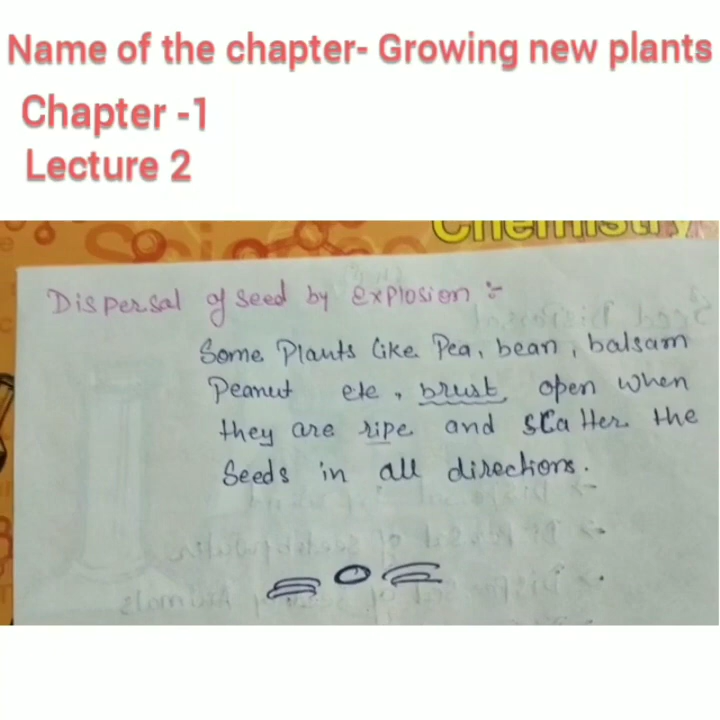 Name of the chapter- Growing new plants
Chapter -1
Lecture 2
Chemistry
Dispersal of seed by explosion :-
Some Plants like Pea, bean, balsam
Peanut etc, brust open when
they are ripe and scatter the
Seeds in all directions.